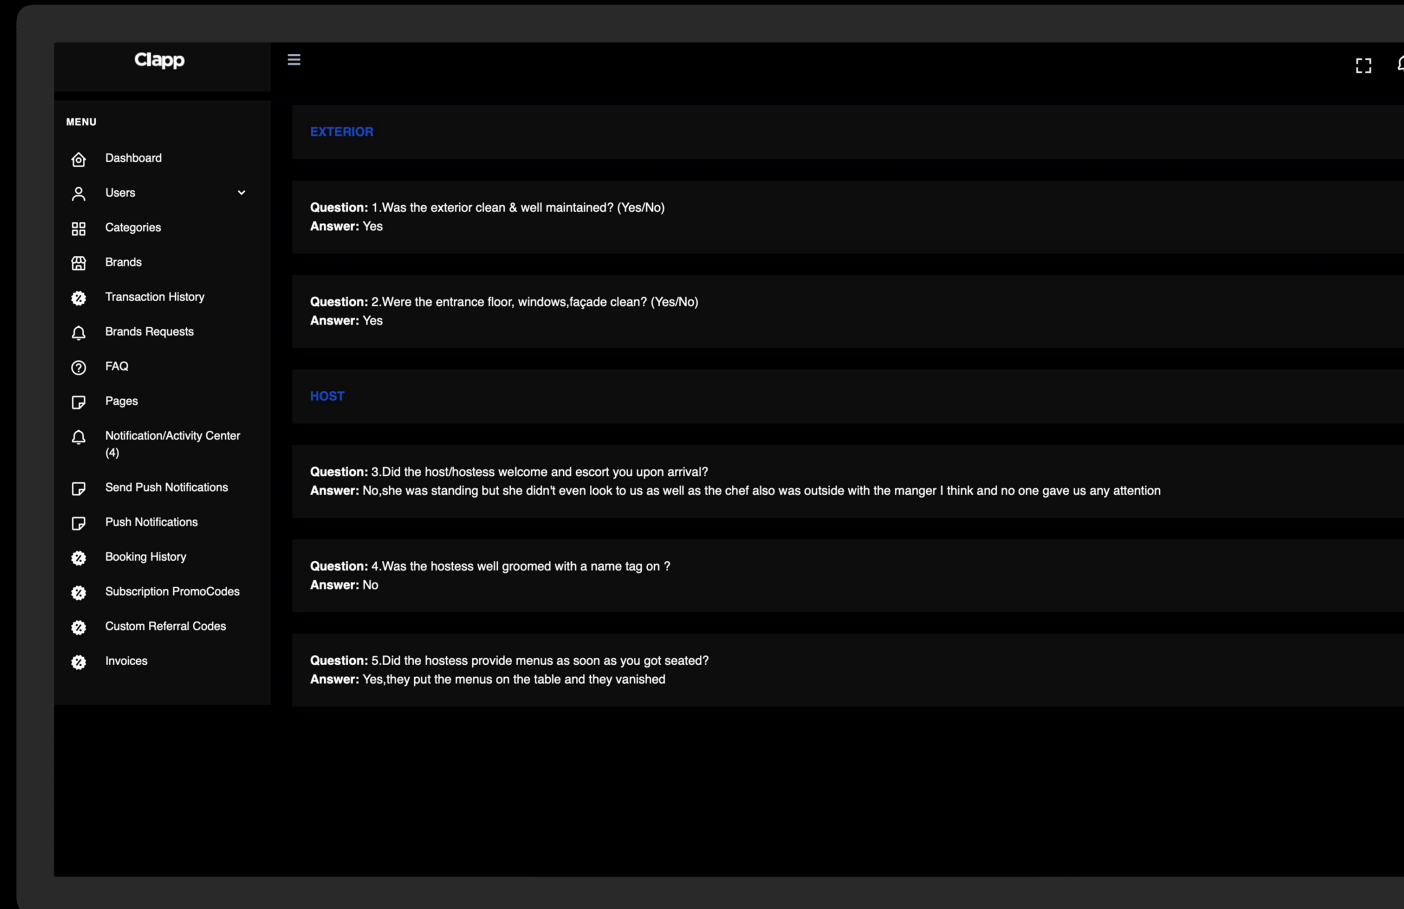 Clapp
MENU
Dashboard
Users
Categories
Brands
Transaction History
Brands Requests
FAQ
Pages
Notification/Activity Center
(4)
Send Push Notifications
Push Notifications
Booking History
Subscription PromoCodes
Custom Referral Codes
Invoices
EXTERIOR
Question: 1.Was the exterior clean & well maintained? (Yes/No)
Answer: Yes
Question: 2.Were the entrance floor, windows,façade clean? (Yes/No)
Answer: Yes
HOST
Question: 3.Did the host/hostess welcome and escort you upon arrival?
Answer: No,she was standing but she didn't even look to us as well as the chef also was outside with the manger I think and no one gave us any attention
Question: 4.Was the hostess well groomed with a name tag on ?
Answer: No
Question: 5.Did the hostess provide menus as soon as you got seated?
Answer: Yes,they put the menus on the table and they vanished